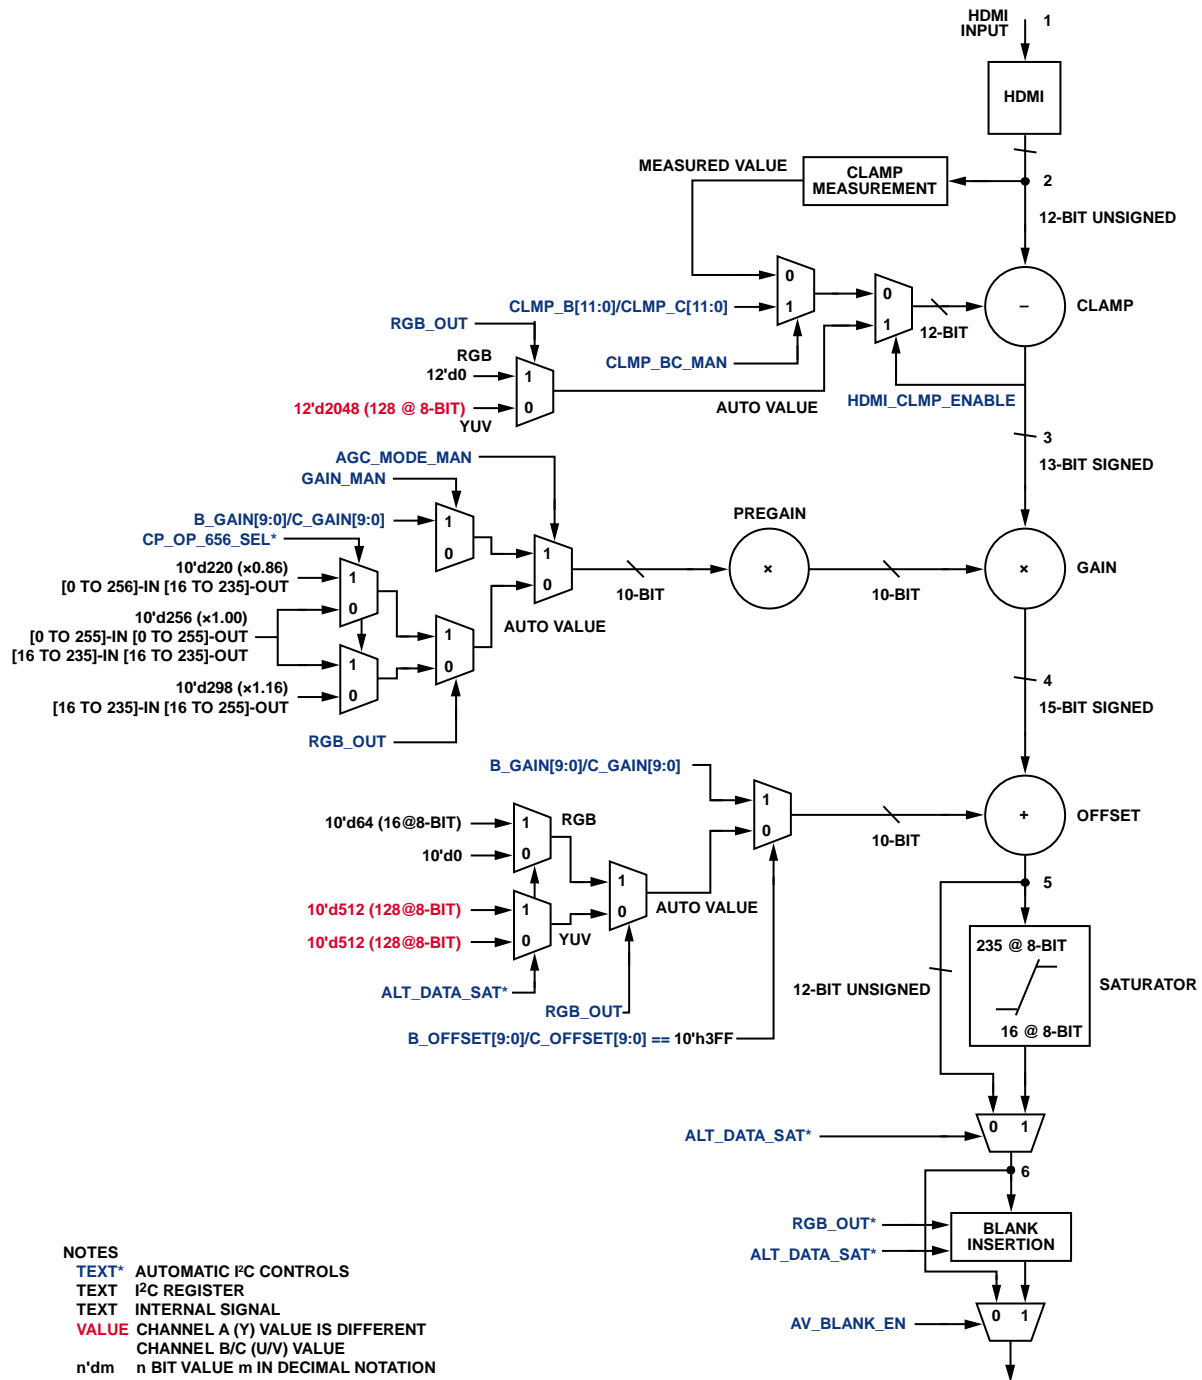 HDMI
INPUT
1
HDMI
MEASURED VALUE
CLAMP
MEASUREMENT
2
12-BIT UNSIGNED
0
1
CLMP_B[11:0]/CLMP_C[11:0]
0
1
12-BIT
–
CLAMP
RGB_OUT
CLMP_BC_MAN
RGB
12'd0
1
12'd2048 (128 @ 8-BIT)
0
YUV
AUTO VALUE
HDMI_CLMP_ENABLE
3
13-BIT SIGNED
AGC_MODE_MAN
GAIN_MAN
B_GAIN[9:0]/C_GAIN[9:0]
1
0
CP_OP_656_SEL*
PREGAIN
10'd220 (×0.86)
[0 TO 256]-IN [16 TO 235]-OUT
1
0
1
0
10-BIT
×
10-BIT
×
GAIN
10'd256 (×1.00)
[0 TO 255]-IN [0 TO 255]-OUT
[16 TO 235]-IN [16 TO 235]-OUT
AUTO VALUE
1
0
1
0
10'd298 (×1.16)
[16 TO 235]-IN [16 TO 255]-OUT
4
15-BIT SIGNED
RGB_OUT
B_GAIN[9:0]/C_GAIN[9:0]
1
0
10-BIT
+
OFFSET
10'd64 (16@8-BIT)
1
RGB
10'd0
0
5
1
0
AUTO VALUE
10'd512 (128@8-BIT)
1
10'd512 (128@8-BIT)
0
YUV
235 @ 8-BIT
16 @ 8-BIT
SATURATOR
12-BIT UNSIGNED
ALT_DATA_SAT*
RGB_OUT
B_OFFSET[9:0]/C_OFFSET[9:0] == 10'h3FF
0 1
ALT_DATA_SAT*
6
RGB_OUT*
BLANK
INSERTION
ALT_DATA_SAT*
0 1
AV_BLANK_EN
NOTES
TEXT* AUTOMATIC I²C CONTROLS
TEXT I²C REGISTER
TEXT INTERNAL SIGNAL
VALUE CHANNEL A (Y) VALUE IS DIFFERENT
CHANNEL B/C (U/V) VALUE
n'dm n BIT VALUE m IN DECIMAL NOTATION